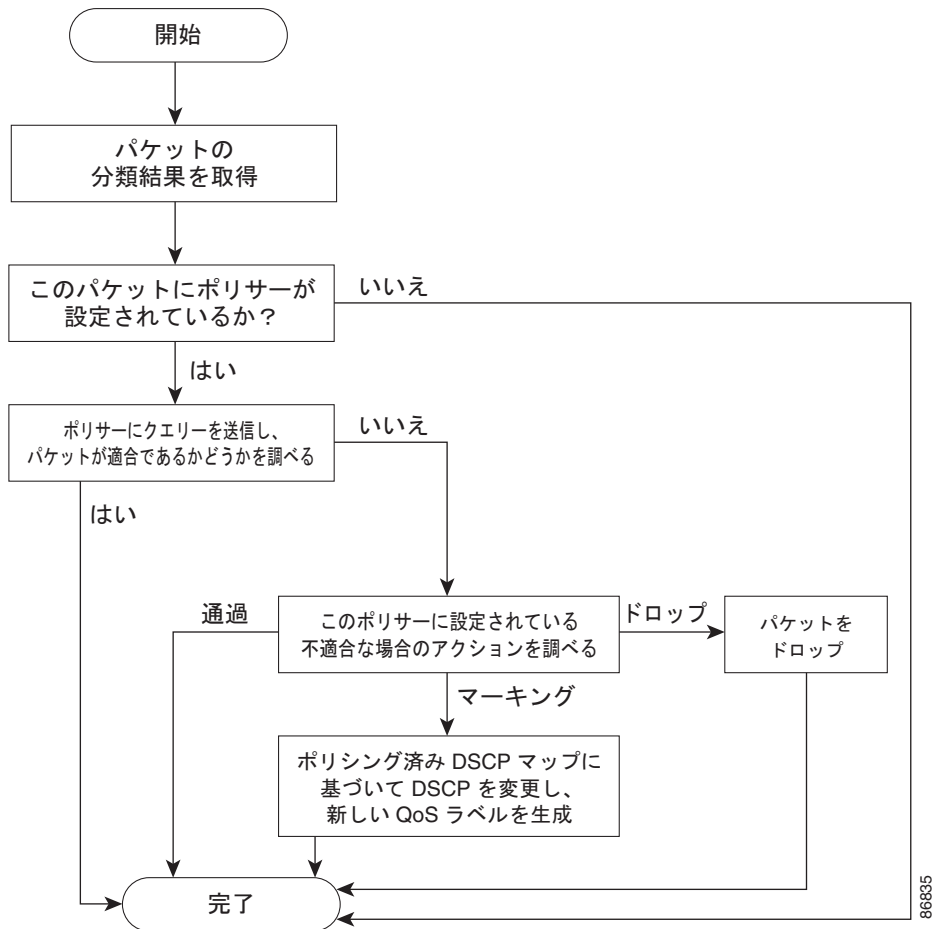 開始
パケットの
分類結果を取得
このパケットにポリサーが
設定されているか？
いいえ
はい
ポリサーにクエリーを送信し、
パケットが適合であるかどうかを調べる
いいえ
はい
通過
このポリサーに設定されている
不適合な場合のアクションを調べる
ドロップ
パケットを
ドロップ
マーキング
ポリシング済み DSCP マップに
基づいて DSCP を変更し、
新しい QoS ラベルを生成
完了
86835